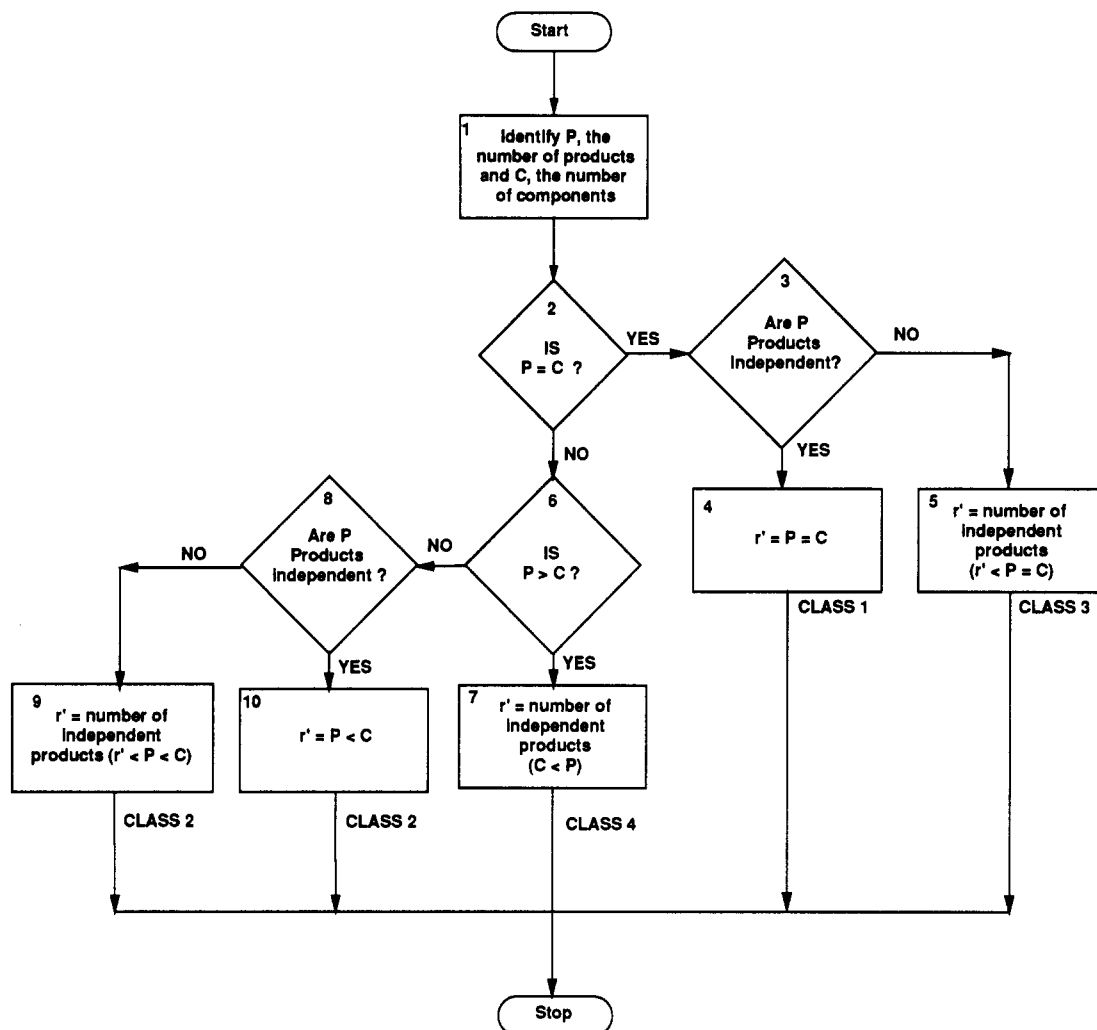 Start
1
Identify P, the
number of products
and C, the number
of components
2
IS
P = C ?
YES
3
Are P
Products
independent?
NO
NO
YES
4
r' = P = C
CLASS 1
5
r' = number of
independent
products
(r' < P = C)
CLASS 3
6
IS
P > C ?
NO
8
Are P
Products
independent ?
NO
YES
YES
9
r' = number of
independent
products (r' < P < C)
CLASS 2
10
r' = P < C
CLASS 2
7
r' = number of
independent
products
(C < P)
CLASS 4
Stop